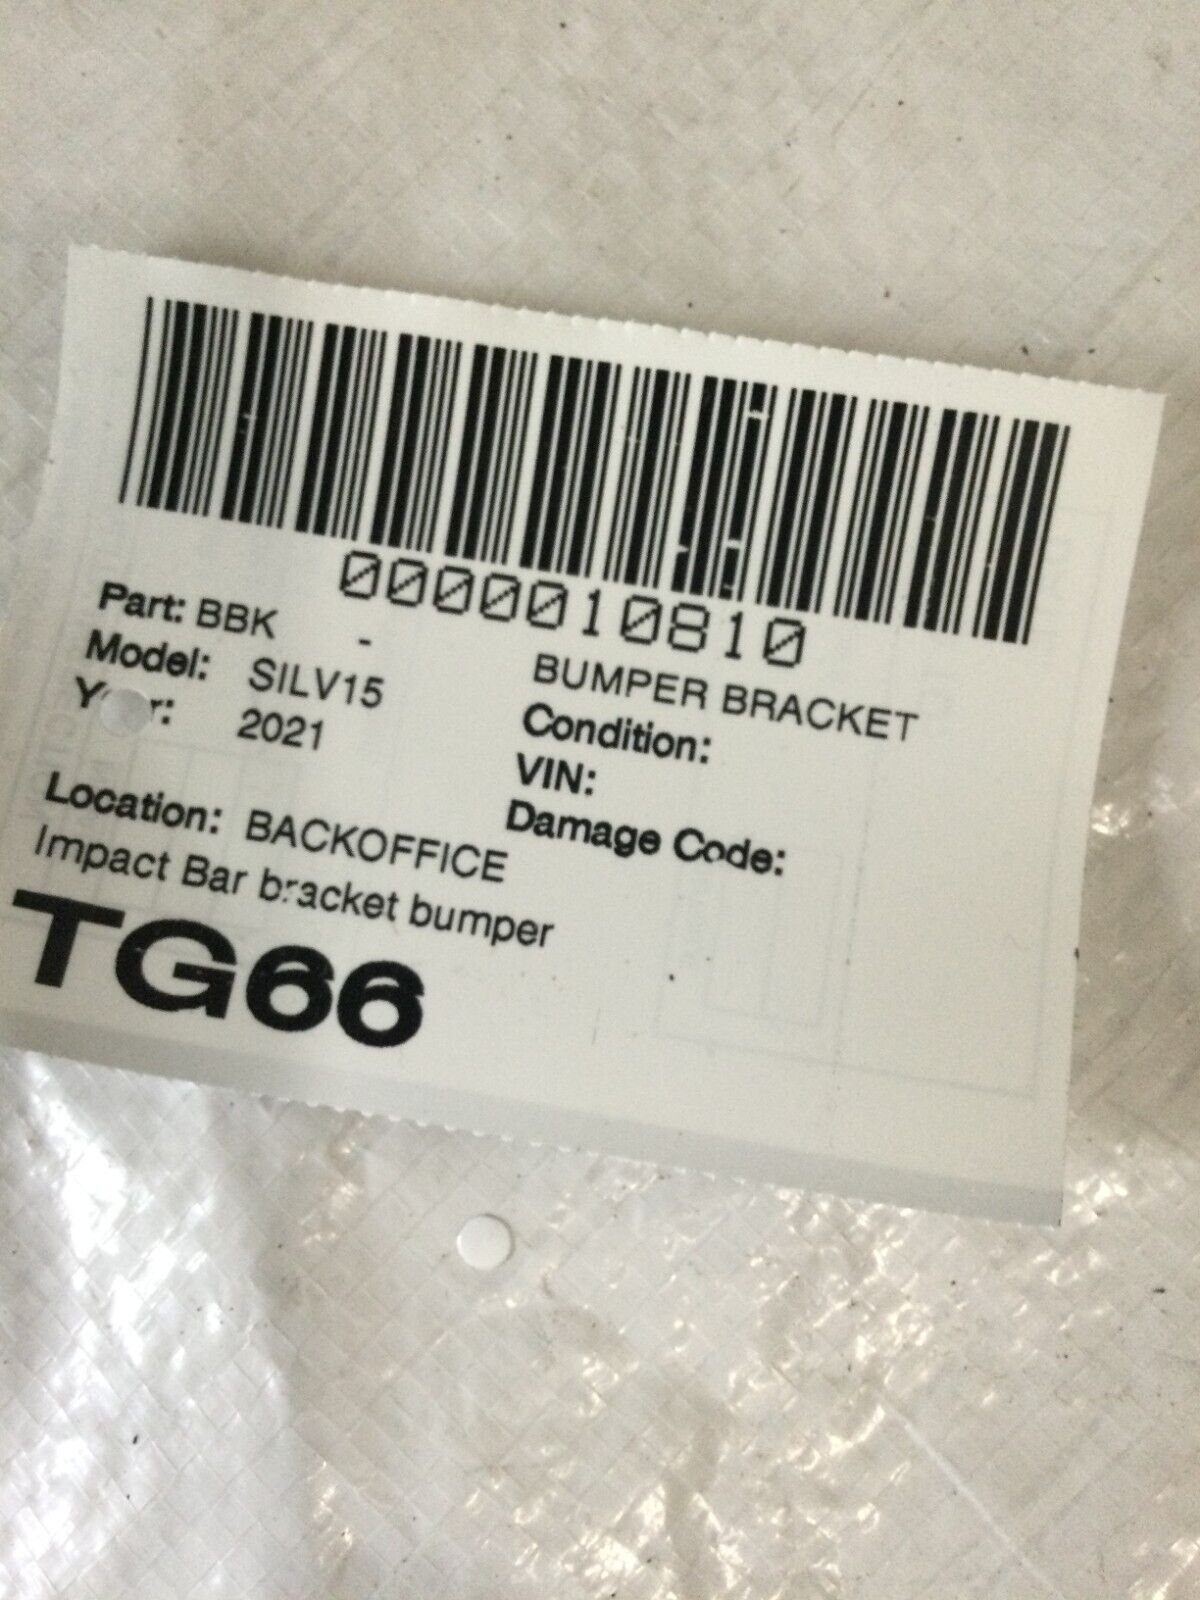 0000010810
Part: BBK -
BUMPER BRACKET
Model: SILV15
Condition:
2021
VIN:
Damage Code:
Location: BACKOFFICE
Impact Bar bracket bumper
TG66